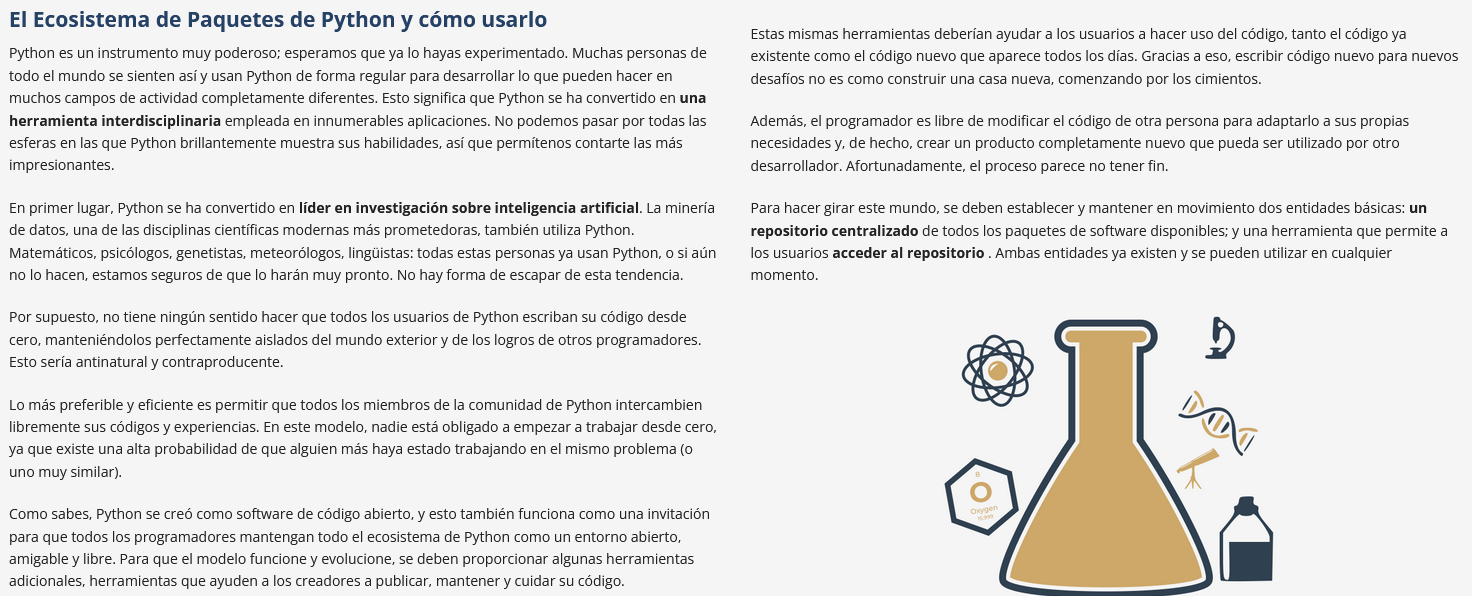 El Ecosistema de Paquetes de Python y cómo usarlo
Python es un instrumento muy poderoso; esperamos que ya lo hayas experimentado. Muchas personas de
todo el mundo se sienten así y usan Python de forma regular para desarrollar lo que pueden hacer en
muchos campos de actividad completamente diferentes. Esto significa que Python se ha convertido en una
herramienta interdisciplinaria empleada en innumerables aplicaciones. No podemos pasar por todas las
esferas en las que Python brillantemente muestra sus habilidades, así que permítenos contarte las más
impresionantes.
En primer lugar, Python se ha convertido en líder en investigación sobre inteligencia artificial. La minería
de datos, una de las disciplinas científicas modernas más prometedoras, también utiliza Python.
Matemáticos, psicólogos, genetistas, meteorólogos, lingüistas: todas estas personas ya usan Python, o si aún
no lo hacen, estamos seguros de que lo harán muy pronto. No hay forma de escapar de esta tendencia.
Por supuesto, no tiene ningún sentido hacer que todos los usuarios de Python escriban su código desde
cero, manteniéndolos perfectamente aislados del mundo exterior y de los logros de otros programadores.
Esto sería antinatural y contraproducente.
Lo más preferible y eficiente es permitir que todos los miembros de la comunidad de Python intercambien
libremente sus códigos y experiencias. En este modelo, nadie está obligado a empezar a trabajar desde cero,
ya que existe una alta probabilidad de que alguien más haya estado trabajando en el mismo problema (o
uno muy similar).
Como sabes, Python se creó como software de código abierto, y esto también funciona como una invitación
para que todos los programadores mantengan todo el ecosistema de Python como un entorno abierto,
amigable y libre. Para que el modelo funcione y evolucione, se deben proporcionar algunas herramientas
adicionales, herramientas que ayuden a los creadores a publicar, mantener y cuidar su código.
Estas mismas herramientas deberían ayudar a los usuarios a hacer uso del código, tanto el código ya
existente como el código nuevo que aparece todos los días. Gracias a eso, escribir código nuevo para nuevos
desafíos no es como construir una casa nueva, comenzando por los cimientos.
Además, el programador es libre de modificar el código de otra persona para adaptarlo a sus propias
necesidades y, de hecho, crear un producto completamente nuevo que pueda ser utilizado por otro
desarrollador. Afortunadamente, el proceso parece no tener fin.
Para hacer girar este mundo, se deben establecer y mantener en movimiento dos entidades básicas: un
repositorio centralizado de todos los paquetes de software disponibles; y una herramienta que permite a
los usuarios acceder al repositorio . Ambas entidades ya existen y se pueden utilizar en cualquier
momento.
8
O
Oxygen
15.999